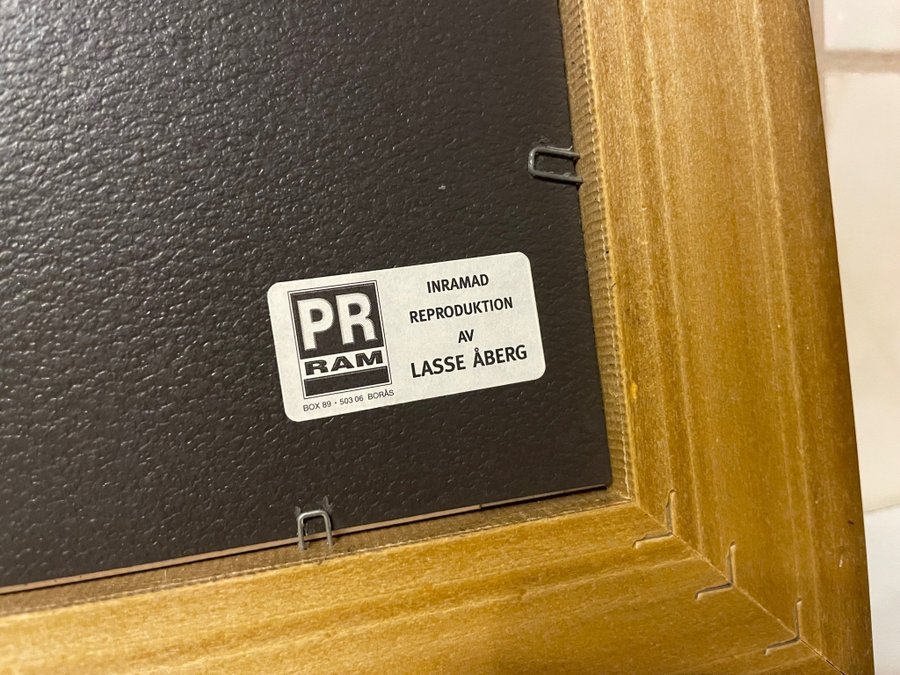 PR
RAM
BOX 89 • 503 06 BORÅS
INRAMAD
REPRODUKTION
AV
LASSE ÅBERG